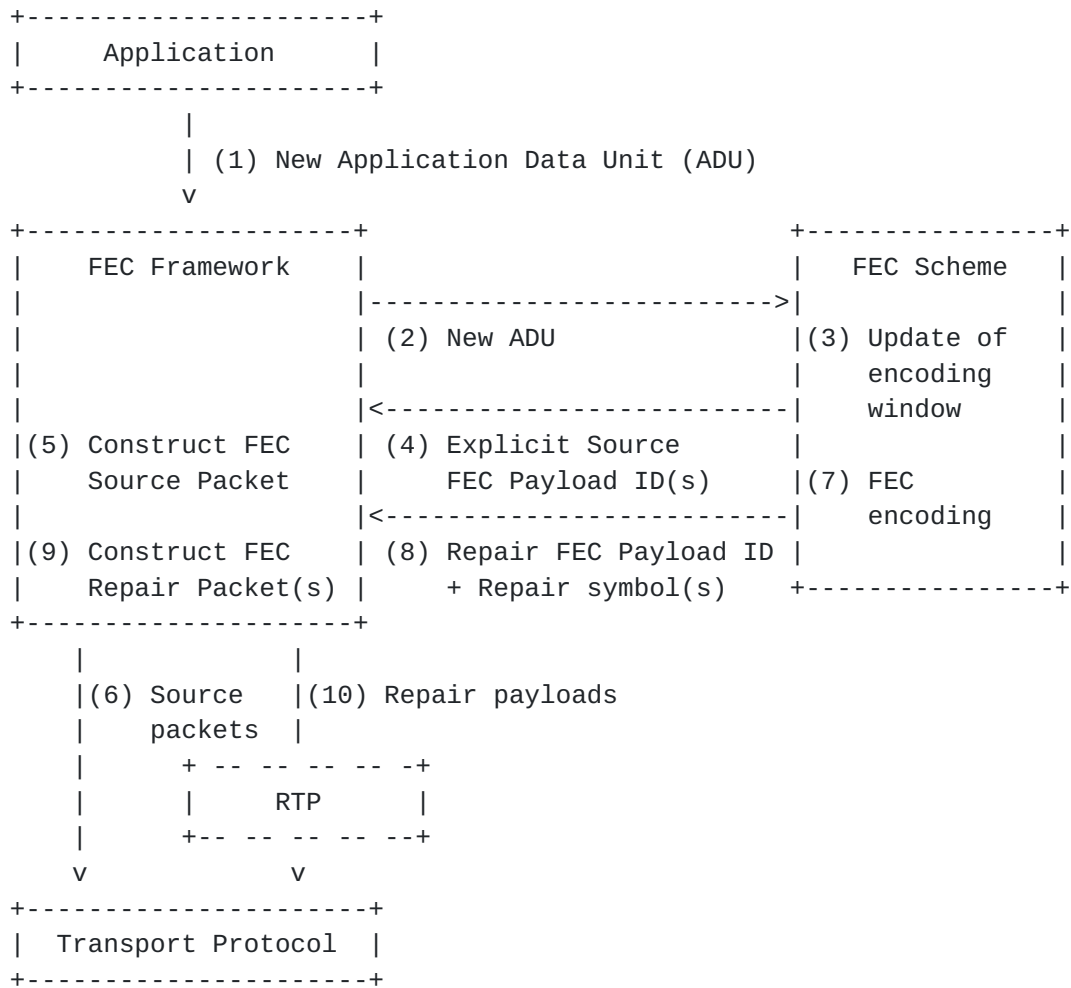 +----------------------+
|     Application      |
+----------------------+
           |
           | (1) New Application Data Unit (ADU)
           v
+---------------------+                           +----------------+
|    FEC Framework    |                           |   FEC Scheme   |
|                     |-------------------------->|                |
|                     | (2) New ADU               |(3) Update of   |
|                     |                           |    encoding    |
|                     |<--------------------------|    window      |
|(5) Construct FEC    | (4) Explicit Source       |                |
|    Source Packet    |     FEC Payload ID(s)     |(7) FEC         |
|                     |<--------------------------|    encoding    |
|(9) Construct FEC    | (8) Repair FEC Payload ID |                |
|    Repair Packet(s) |     + Repair symbol(s)    +----------------+
+---------------------+
    |             |
    |(6) Source   |(10) Repair payloads
    |    packets  |
    |      + -- -- -- -- -+
    |      |     RTP      |
    |      +-- -- -- -- --+
    v             v
+----------------------+
|  Transport Protocol  |
+----------------------+